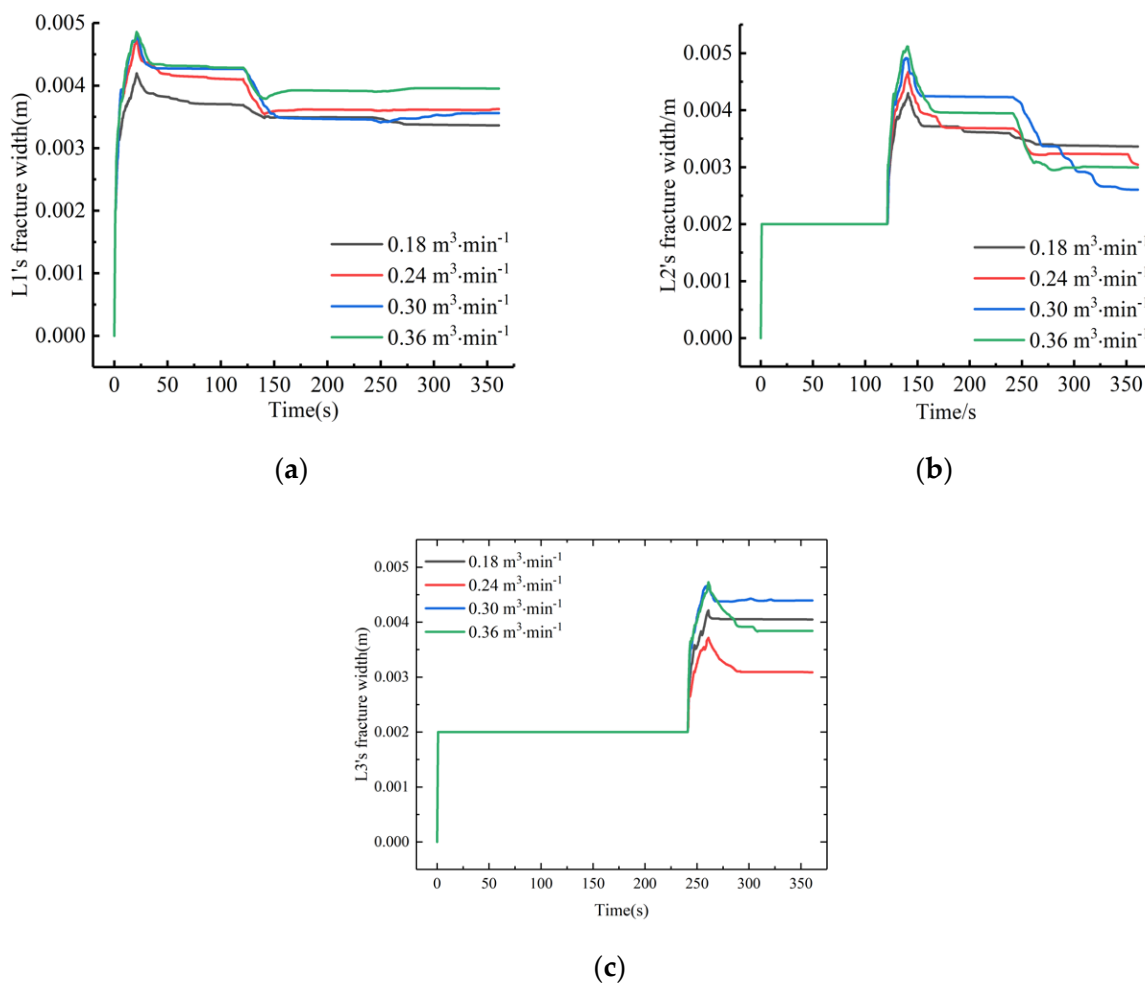 0.005
0.004
0.003
0.002
0.001
0.000
L1's fracture width(m)
0.18 m³·min⁻¹
0.24 m³·min⁻¹
0.30 m³·min⁻¹
0.36 m³·min⁻¹
0 50 100 150 200 250 300 350
Time(s)
(a)
0.005
0.004
0.003
0.002
0.001
0.000
L2's fracture width/m
0.18 m³·min⁻¹
0.24 m³·min⁻¹
0.30 m³·min⁻¹
0.36 m³·min⁻¹
0 50 100 150 200 250 300 350
Time/s
(b)
0.005
0.004
0.003
0.002
0.001
0.000
L3's fracture width(m)
0.18 m³·min⁻¹
0.24 m³·min⁻¹
0.30 m³·min⁻¹
0.36 m³·min⁻¹
0 50 100 150 200 250 300 350
Time(s)
(c)